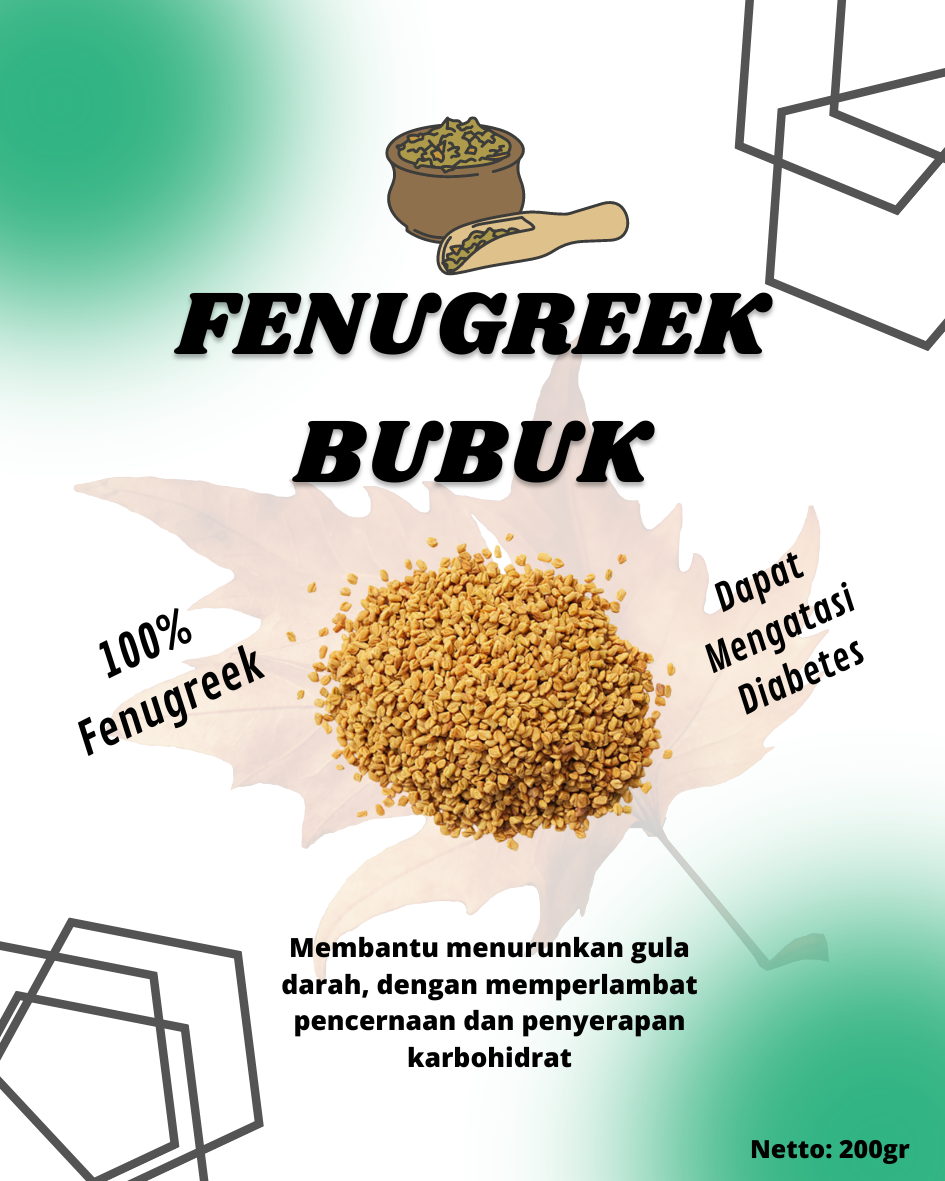 FENUGREEK
BUBUK
100%
Fenugreek
Dapat
Mengatasi
Diabetes
Membantu menurunkan gula
darah, dengan memperlambat
pencernaan dan penyerapan
karbohidrat
Netto: 200gr